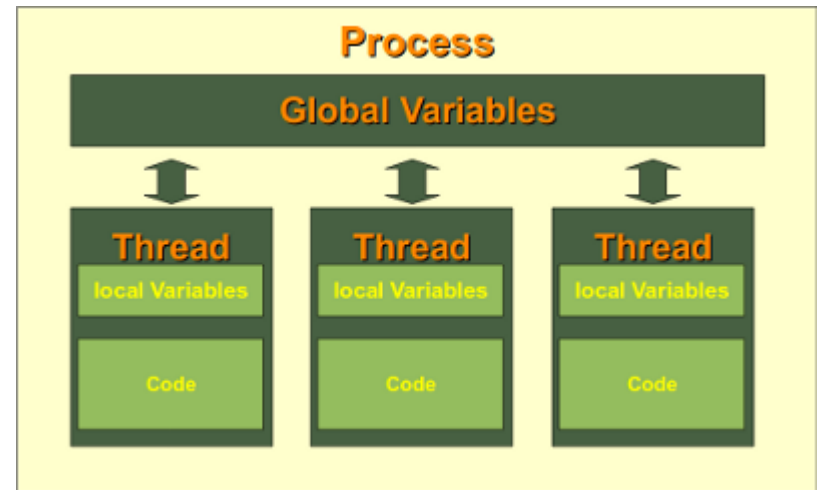 Process
Global Variables
Thread
Thread
Thread
local Variables
local Variables
local Variables
Code
Code
Code